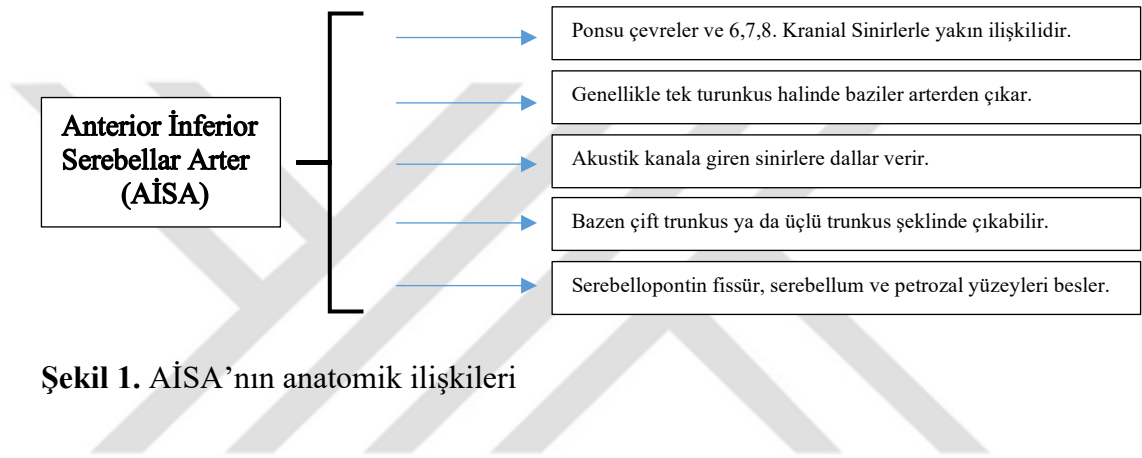 Anterior İnferior
Serebellar Arter
(AİSA)
Ponsu çevreler ve 6,7,8. Kranial Sinirlerle yakın ilişkilidir.
Genellikle tek turunkus halinde baziler arterden çıkar.
Akustik kanala giren sinirlere dallar verir.
Bazen çift trunkus ya da üçlü trunkus şeklinde çıkabilir.
Serebellopontin fissür, serebellum ve petrozal yüzeyleri besler.
Şekil 1. AİSA’nın anatomik ilişkileri